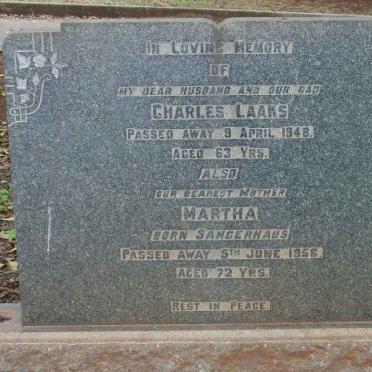 In Loving Memory
OF
MY DEAR HUSBAND AND OUR DAD
CHARLES LAAKS
PASSED AWAY 9 APRIL 1948.
AGED 63 YRS.
ALSO
OUR DEAREST MOTHER
MARTHA
BORN SANGERHAUS
PASSED AWAY 5TH JUNE 1956.
AGED 72 YRS.
REST IN PEACE.